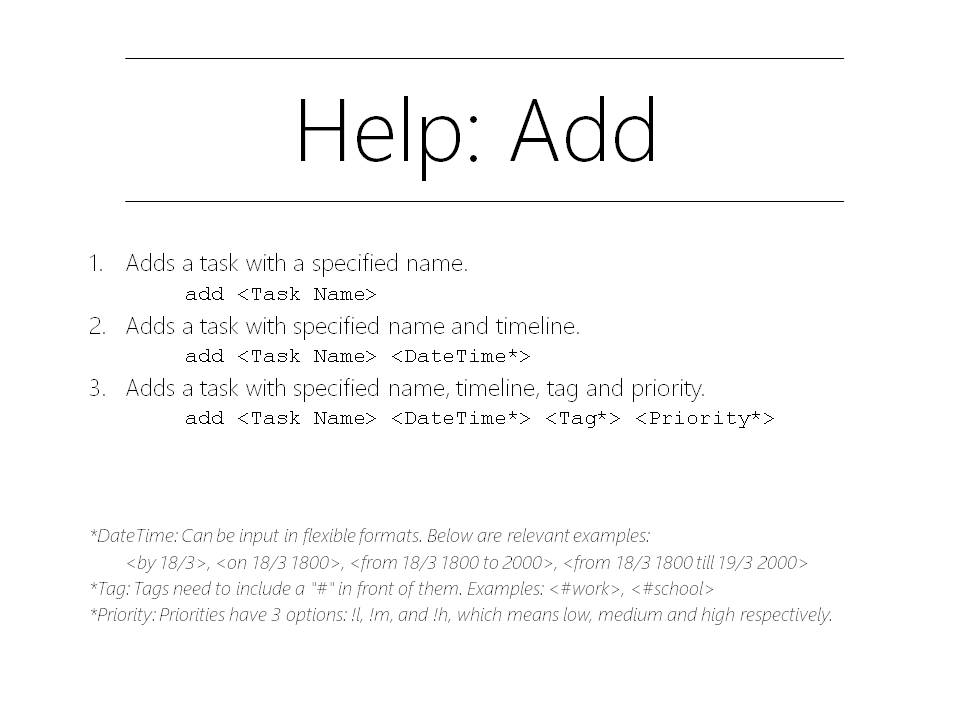 Help: Add
1. Adds a task with a specified name.
add <Task Name>
2. Adds a task with specified name and timeline.
add <Task Name> <DateTime*>
3. Adds a task with specified name, timeline, tag and priority.
add <Task Name> <DateTime*> <Tag*> <Priority*>
*DateTime: Can be input in flexible formats. Below are relevant examples:
<by 18/3>, <on 18/3 1800>, <from 18/3 1800 to 2000>, <from 18/3 1800 till 19/3 2000>
*Tag: Tags need to include a "#" in front of them. Examples: <#work>, <#school>
*Priority: Priorities have 3 options: !l, !m, and !h, which means low, medium and high respectively.